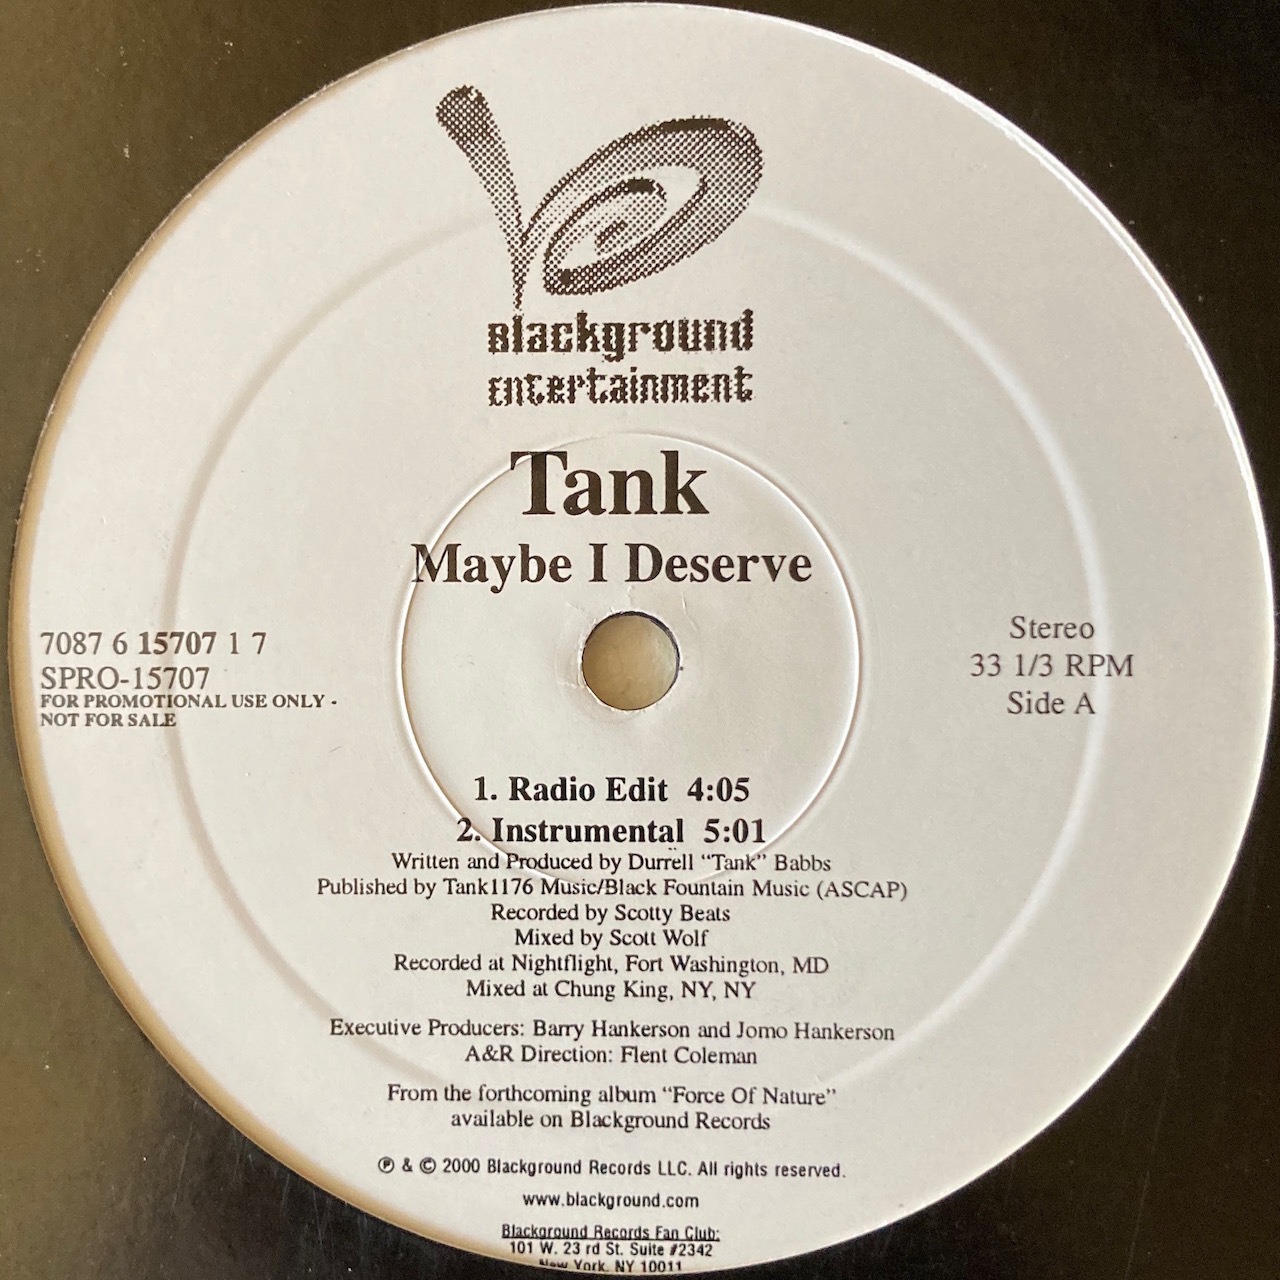 Blackground
Entertainment
Tank
Maybe I Deserve
7087 6 15707 1 7
SPRO-15707
FOR PROMOTIONAL USE ONLY -
NOT FOR SALE
Stereo
33 1/3 RPM
Side A
1. Radio Edit 4:05
2. Instrumental 5:01
Written and Produced by Durrell “Tank” Babbs
Published by Tank1176 Music/Black Fountain Music (ASCAP)
Recorded by Scotty Beats
Mixed by Scott Wolf
Recorded at Nightflight, Fort Washington, MD
Mixed at Chung King, NY, NY
Executive Producers: Barry Hankerson and Jomo Hankerson
A&R Direction: Flent Coleman
From the forthcoming album “Force Of Nature”
available on Blackground Records
℗ & © 2000 Blackground Records LLC. All rights reserved.
www.blackground.com
Blackground Records Fan Club:
101 W. 23 rd St. Suite #2342
New York, NY 10011